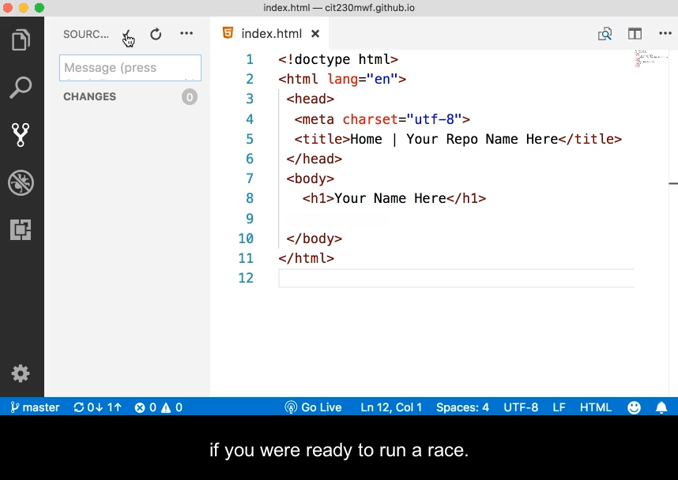 index.html — cit230mwf.github.io
SOURC...
index.html
Message (press
CHANGES 0
1 <!doctype html>
2 <html lang="en">
3 <head>
4 <meta charset="utf-8">
5 <title>Home | Your Repo Name Here</title>
6 </head>
7 <body>
8 <h1>Your Name Here</h1>
9
10 </body>
11 </html>
12
master 0↓ 1↑ 0 0 Go Live Ln 12, Col 1 Spaces: 4 UTF-8 LF HTML
if you were ready to run a race.